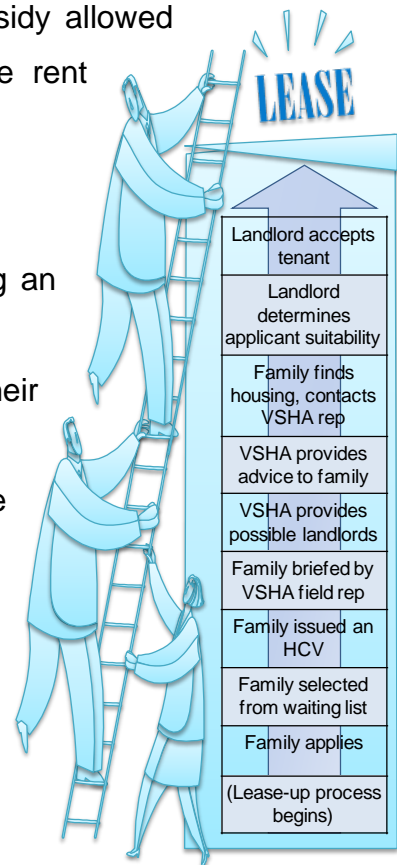 sidy allowed
e rent
g an
heir
e
LEASE
Landlord accepts
tenant
Landlord
determines
applicant suitability
Family finds
housing, contacts
VSHA rep
VSHA provides
advice to family
VSHA provides
possible landlords
Family briefed by
VSHA field rep
Family issued an
HCV
Family selected
from waiting list
Family applies
(Lease-up process
begins)